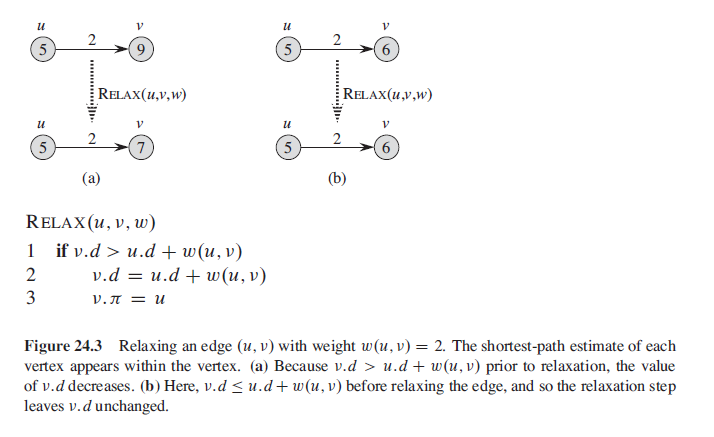 u v u v
5 2 9 5 2 6
RELAX(u,v,w) RELAX(u,v,w)
u v u v
5 2 7 5 2 6
(a) (b)
RELAX(u, v, w)
1 if v.d > u.d + w(u, v)
2 v.d = u.d + w(u, v)
3 v.π = u
Figure 24.3 Relaxing an edge (u, v) with weight w(u, v) = 2. The shortest-path estimate of each
vertex appears within the vertex. (a) Because v.d > u.d + w(u, v) prior to relaxation, the value
of v.d decreases. (b) Here, v.d ≤ u.d + w(u, v) before relaxing the edge, and so the relaxation step
leaves v.d unchanged.